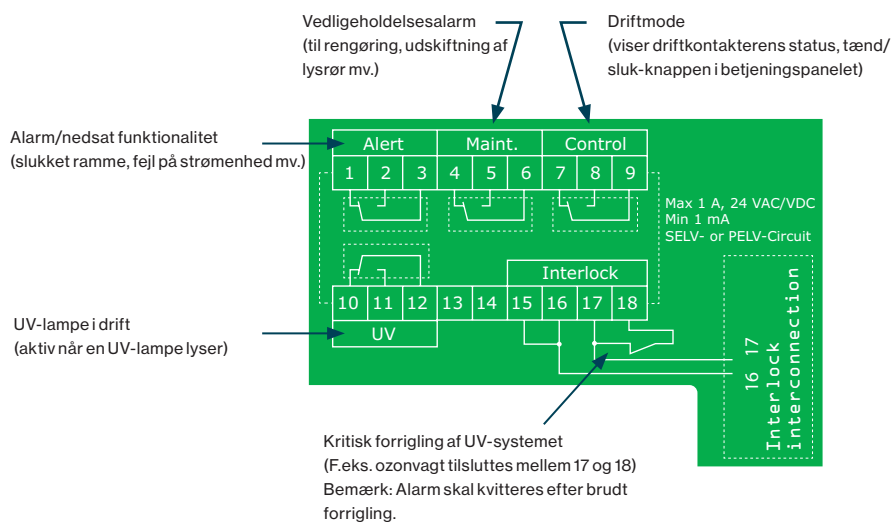 Vedligeholdelsesalarm
(til rengøring, udskiftning af
lysrør mv.)
Driftmode
(viser driftkontakterens status, tænd/
sluk-knappen i betjeningspanelet)
Alarm/nedsat funktionalitet
(slukket ramme, fejl på strømenhed mv.)
Alert Maint. Control
1 2 3 4 5 6 7 8 9
Max 1 A, 24 VAC/VDC
Min 1 mA
SELV- or PELV-Circuit
Interlock
10 11 12 13 14 15 16 17 18
UV
UV-lampe i drift
(aktiv når en UV-lampe lyser)
16 17
Interlock
interconnection
Kritisk forrigling af UV-systemet
(F.eks. ozonvagt tilsluttes mellem 17 og 18)
Bemærk: Alarm skal kvitteres efter brudt
forrigling.